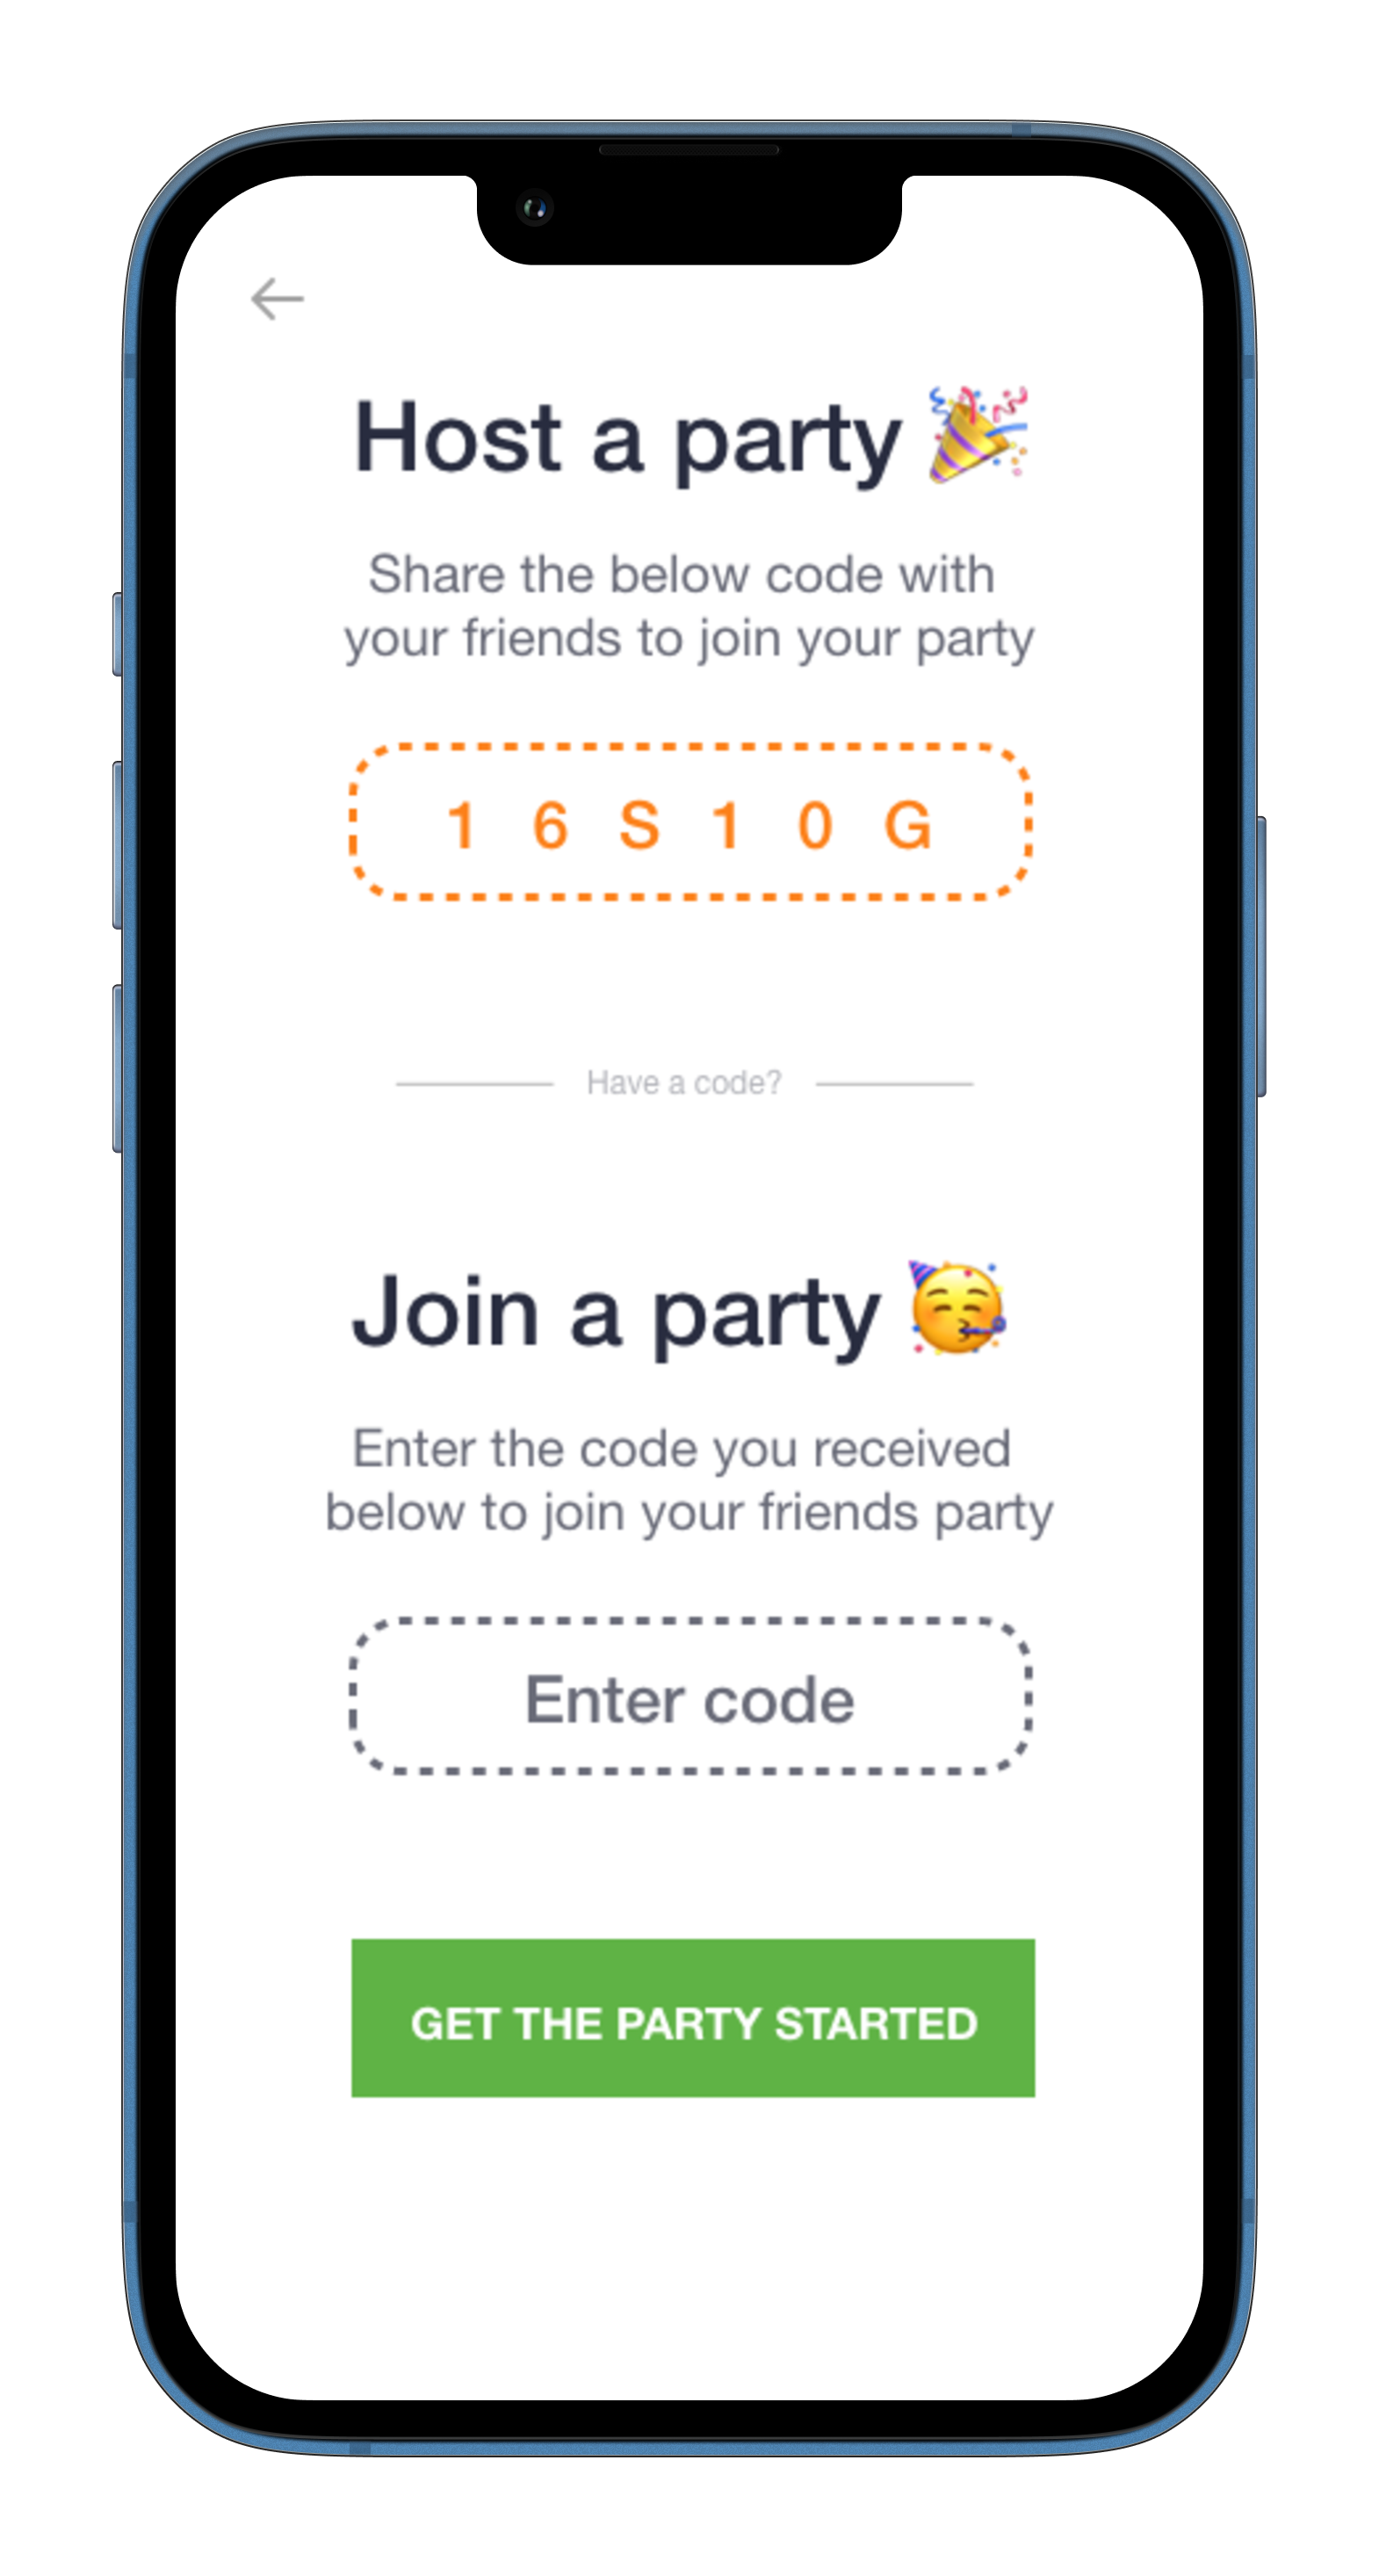 Host a party 🎉
Share the below code with
your friends to join your party
1 6 S 1 0 G
Have a code?
Join a party 🥳
Enter the code you received
below to join your friends party
Enter code
GET THE PARTY STARTED